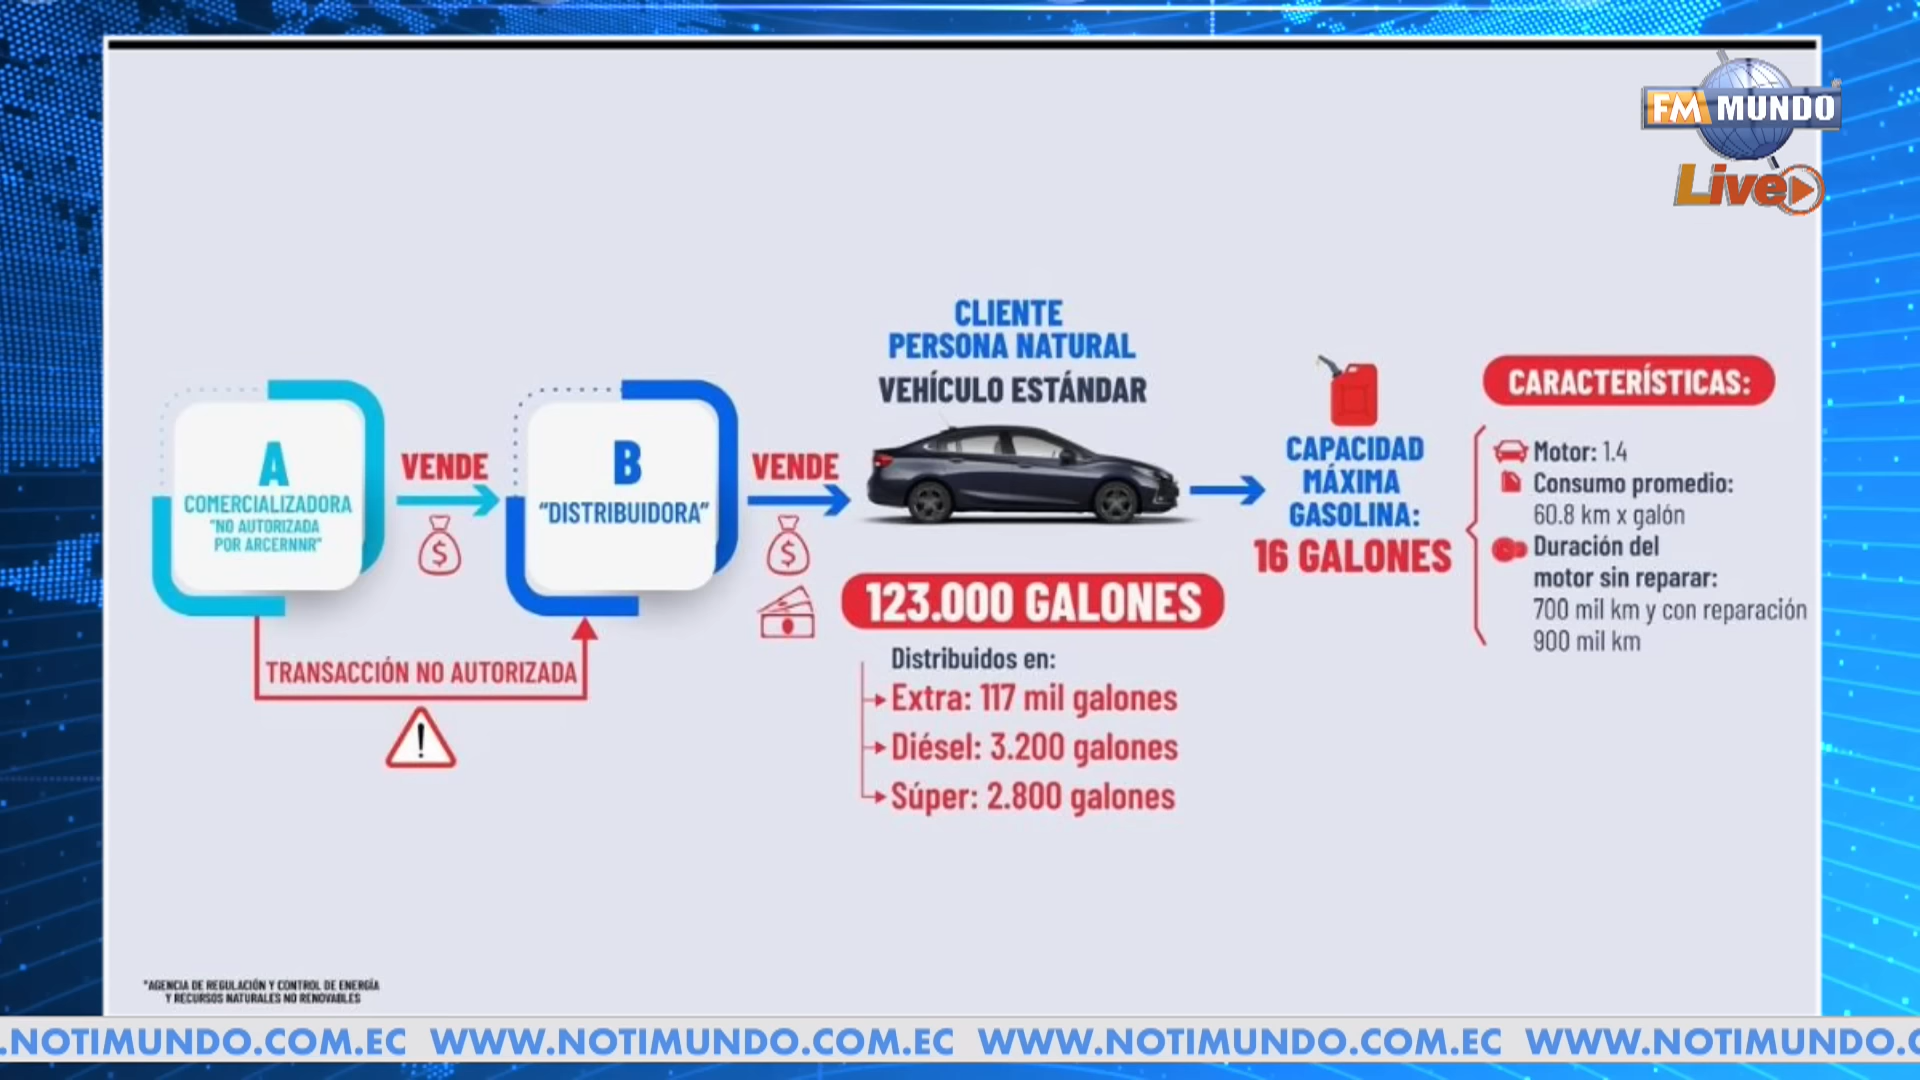 FM MUNDO
Live
CLIENTE
PERSONA NATURAL
VEHÍCULO ESTÁNDAR
A
COMERCIALIZADORA
"NO AUTORIZADA
POR ARCERNNR"
VENDE
$
B
"DISTRIBUIDORA"
VENDE
$
TRANSACCIÓN NO AUTORIZADA
!
123.000 GALONES
Distribuidos en:
Extra: 117 mil galones
Diésel: 3.200 galones
Súper: 2.800 galones
CAPACIDAD
MÁXIMA
GASOLINA:
16 GALONES
CARACTERÍSTICAS:
Motor: 1.4
Consumo promedio:
60.8 km x galón
Duración del
motor sin reparar:
700 mil km y con reparación
900 mil km
*AGENCIA DE REGULACIÓN Y CONTROL DE ENERGÍA
Y RECURSOS NATURALES NO RENOVABLES
.NOTIMUNDO.COM.EC WWW.NOTIMUNDO.COM.EC WWW.NOTIMUNDO.COM.EC WWW.NOTIMUNDO.C